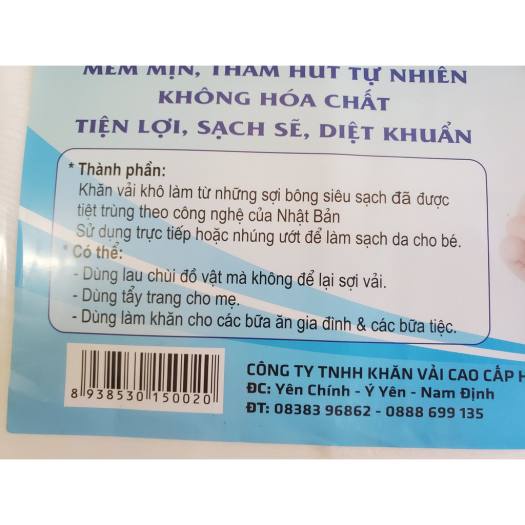 MỀM MỊN, THẤM HÚT TỰ NHIÊN
KHÔNG HÓA CHẤT
TIỆN LỢI, SẠCH SẼ, DIỆT KHUẨN
* Thành phần:
Khăn vải khô làm từ những sợi bông siêu sạch đã được
tiệt trùng theo công nghệ của Nhật Bản
Sử dụng trực tiếp hoặc nhúng ướt để làm sạch da cho bé.
* Có thể:
- Dùng lau chùi đồ vật mà không để lại sợi vải.
- Dùng tẩy trang cho mẹ.
- Dùng làm khăn cho các bữa ăn gia đình & các bữa tiệc.
8 938530 150020
CÔNG TY TNHH KHĂN VẢI CAO CẤP H
ĐC: Yên Chính - Ý Yên - Nam Định
ĐT: 08383 96862 - 0888 699 135